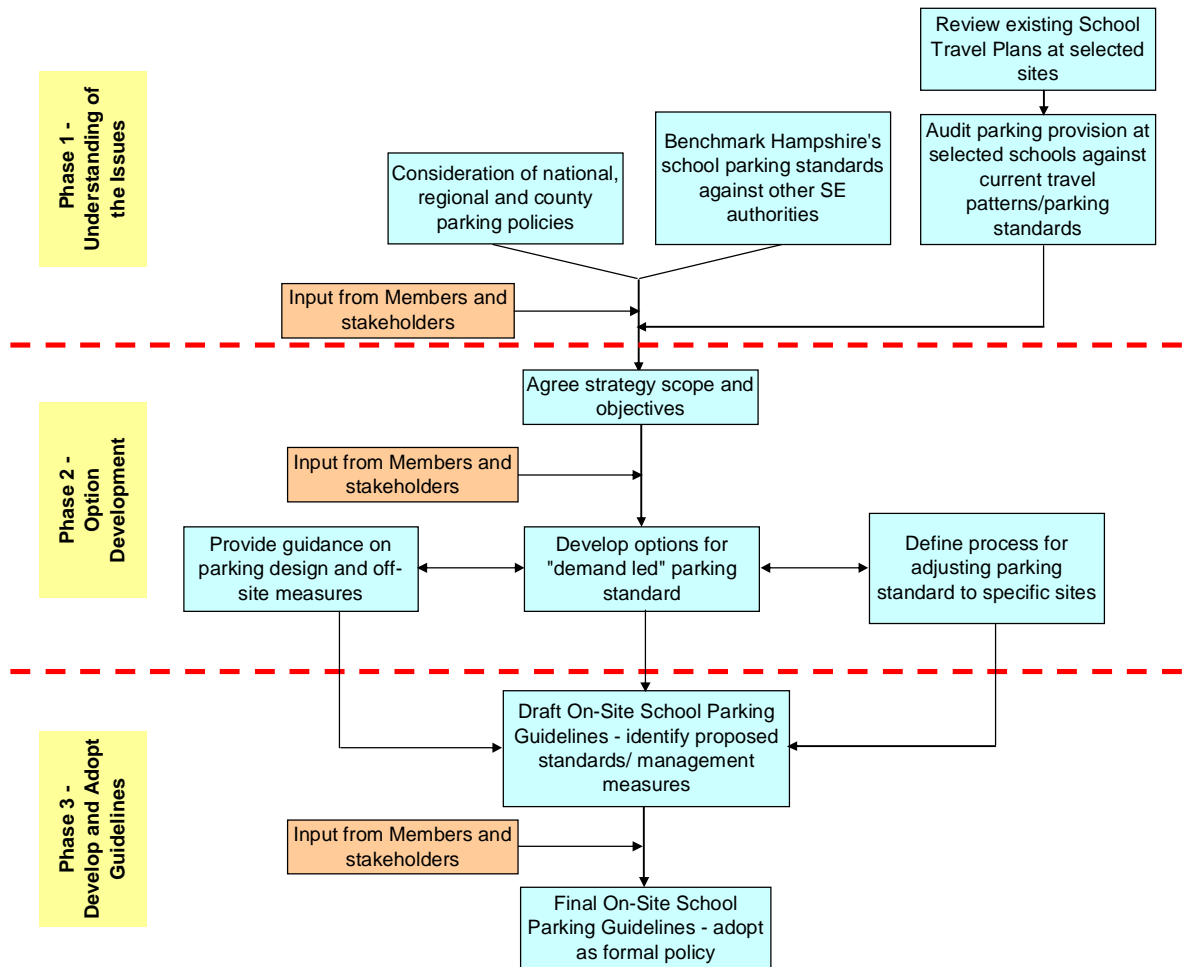 Phase 1 -
Understanding of
the Issues
Review existing School
Travel Plans at selected
sites
Consideration of national,
regional and county
parking policies
Benchmark Hampshire's
school parking standards
against other SE
authorities
Audit parking provision at
selected schools against
current travel
patterns/parking
standards
Input from Members and
stakeholders
Phase 2 -
Option
Development
Agree strategy scope and
objectives
Input from Members and
stakeholders
Provide guidance on
parking design and off-
site measures
Develop options for
"demand led" parking
standard
Define process for
adjusting parking
standard to specific sites
Phase 3 -
Develop and Adopt
Guidelines
Draft On-Site School Parking
Guidelines - identify proposed
standards/ management
measures
Input from Members and
stakeholders
Final On-Site School
Parking Guidelines - adopt
as formal policy